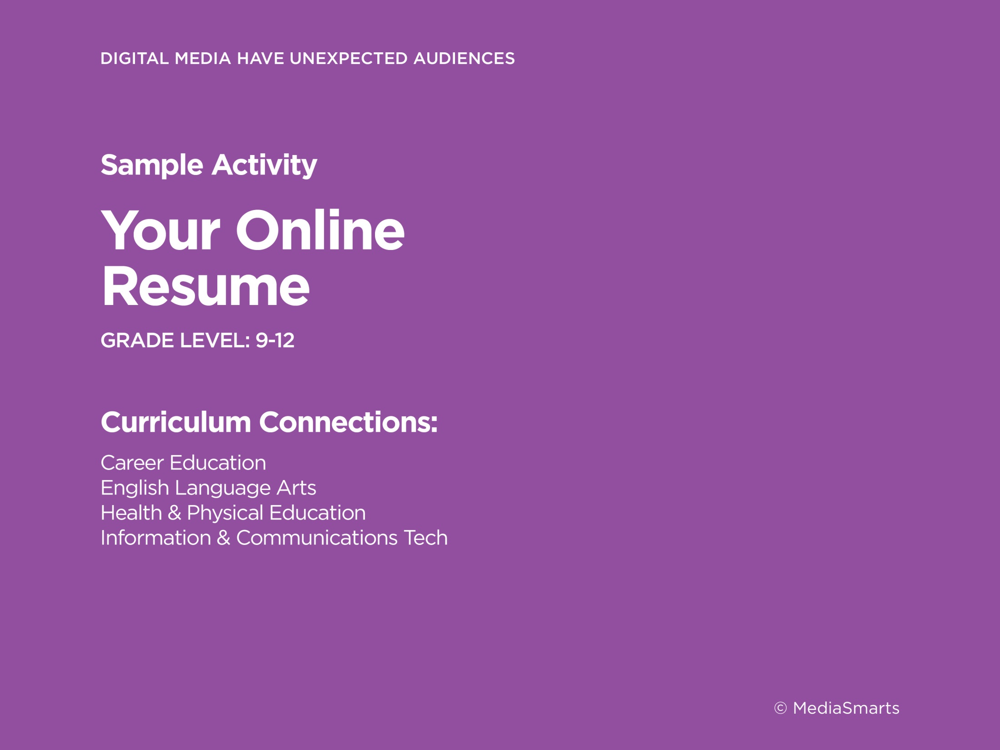 DIGITAL MEDIA HAVE UNEXPECTED AUDIENCES
Sample Activity
Your Online
Resume
GRADE LEVEL: 9-12
Curriculum Connections:
Career Education
English Language Arts
Health & Physical Education
Information & Communications Tech
© MediaSmarts